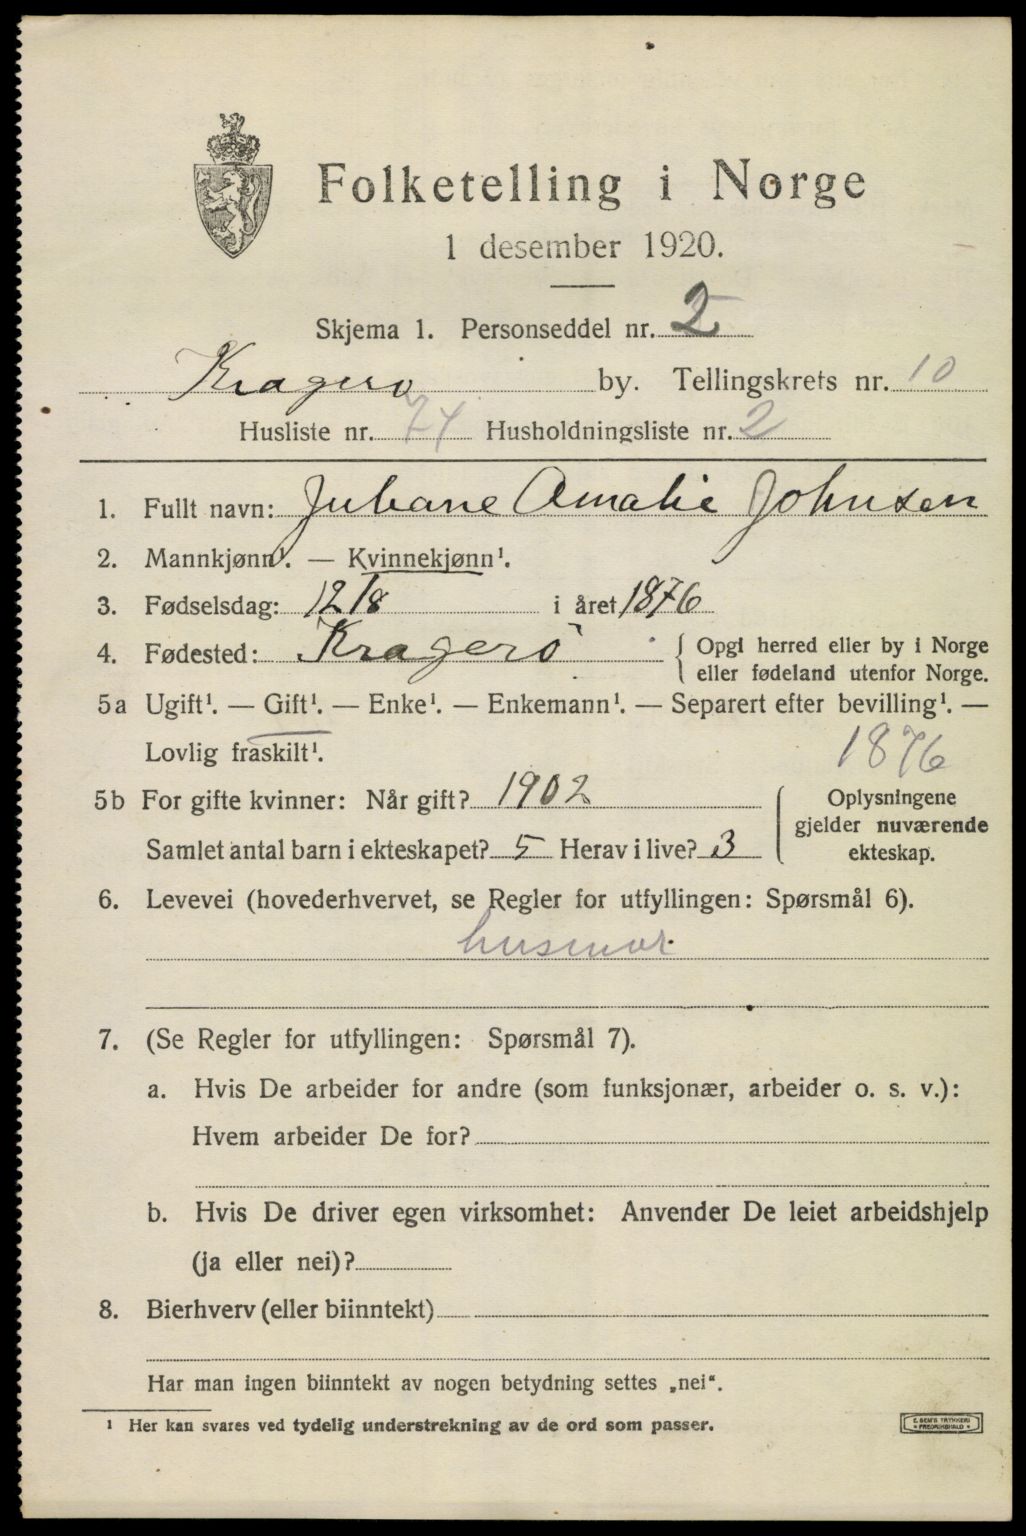 Folketelling i Norge
1 desember 1920.
Skjema 1. Personseddel nr. 2
Kragerø by. Tellingskrets nr. 10
Husliste nr. 74 Husholdningsliste nr. 2
1. Fullt navn: Juliane Amalie Johnsen
2. Mannkjønn¹. — Kvinnekjønn¹.
3. Fødselsdag: 12/8 i året 1876
4. Fødested: Kragerö { Opgi herred eller by i Norge
eller fødeland utenfor Norge.
5a Ugift¹. — Gift¹. — Enke¹. — Enkemann¹. — Separert efter bevilling¹. —
Lovlig fraskilt¹. 1876
5b For gifte kvinner: Når gift? 1902 Oplysningene
gjelder nuværende
Samlet antal barn i ekteskapet? 5 Herav i live? 3 ekteskap.
6. Levevei (hovederhvervet, se Regler for utfyllingen: Spørsmål 6).
husmor
7. (Se Regler for utfyllingen: Spørsmål 7).
a. Hvis De arbeider for andre (som funksjonær, arbeider o. s. v.):
Hvem arbeider De for?
b. Hvis De driver egen virksomhet: Anvender De leiet arbeidshjelp
(ja eller nei)?
8. Bierhverv (eller biinntekt)
Har man ingen biinntekt av nogen betydning settes „nei“.
¹ Her kan svares ved tydelig understrekning av de ord som passer.
E. SEM'S TRYKKERI
FREDRIKSHALD